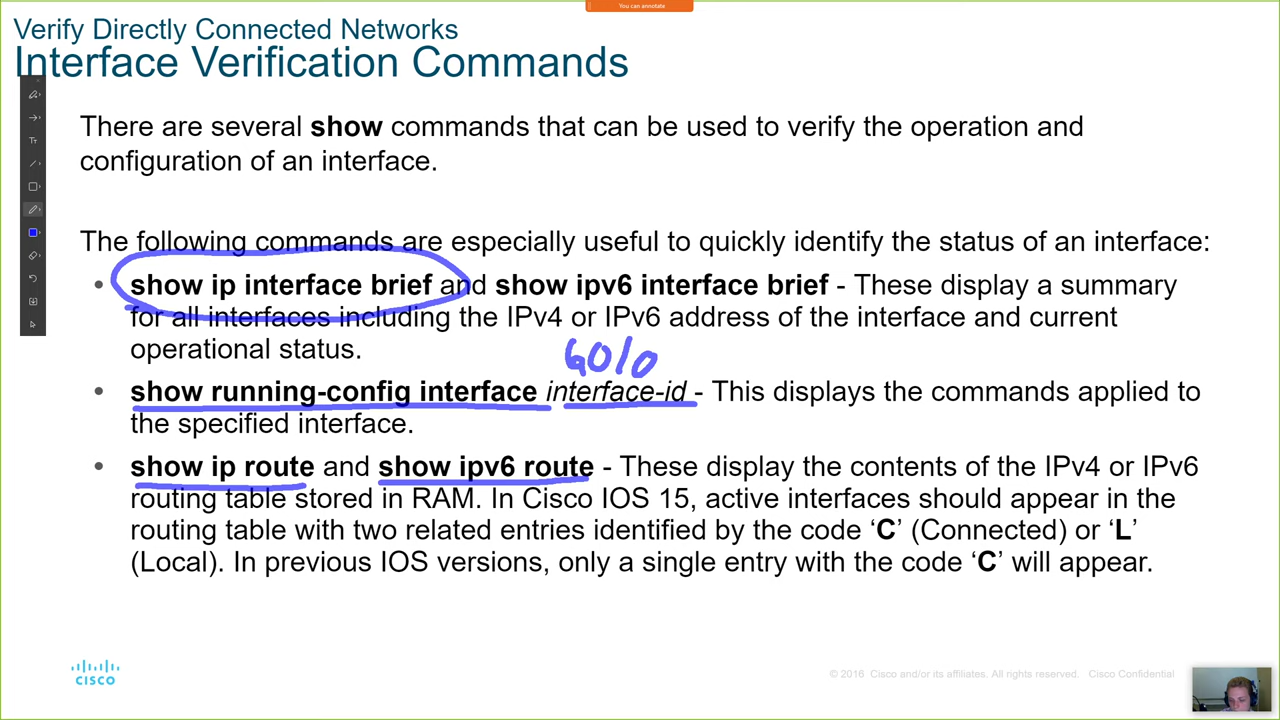 You can annotate
Verify Directly Connected Networks
Interface Verification Commands
There are several show commands that can be used to verify the operation and
configuration of an interface.
The following commands are especially useful to quickly identify the status of an interface:
• show ip interface brief and show ipv6 interface brief - These display a summary
for all interfaces including the IPv4 or IPv6 address of the interface and current
operational status.
G0/0
• show running-config interface interface-id - This displays the commands applied to
the specified interface.
• show ip route and show ipv6 route - These display the contents of the IPv4 or IPv6
routing table stored in RAM. In Cisco IOS 15, active interfaces should appear in the
routing table with two related entries identified by the code ‘C’ (Connected) or ‘L’
(Local). In previous IOS versions, only a single entry with the code ‘C’ will appear.
CISCO
© 2016 Cisco and/or its affiliates. All rights reserved. Cisco Confidential